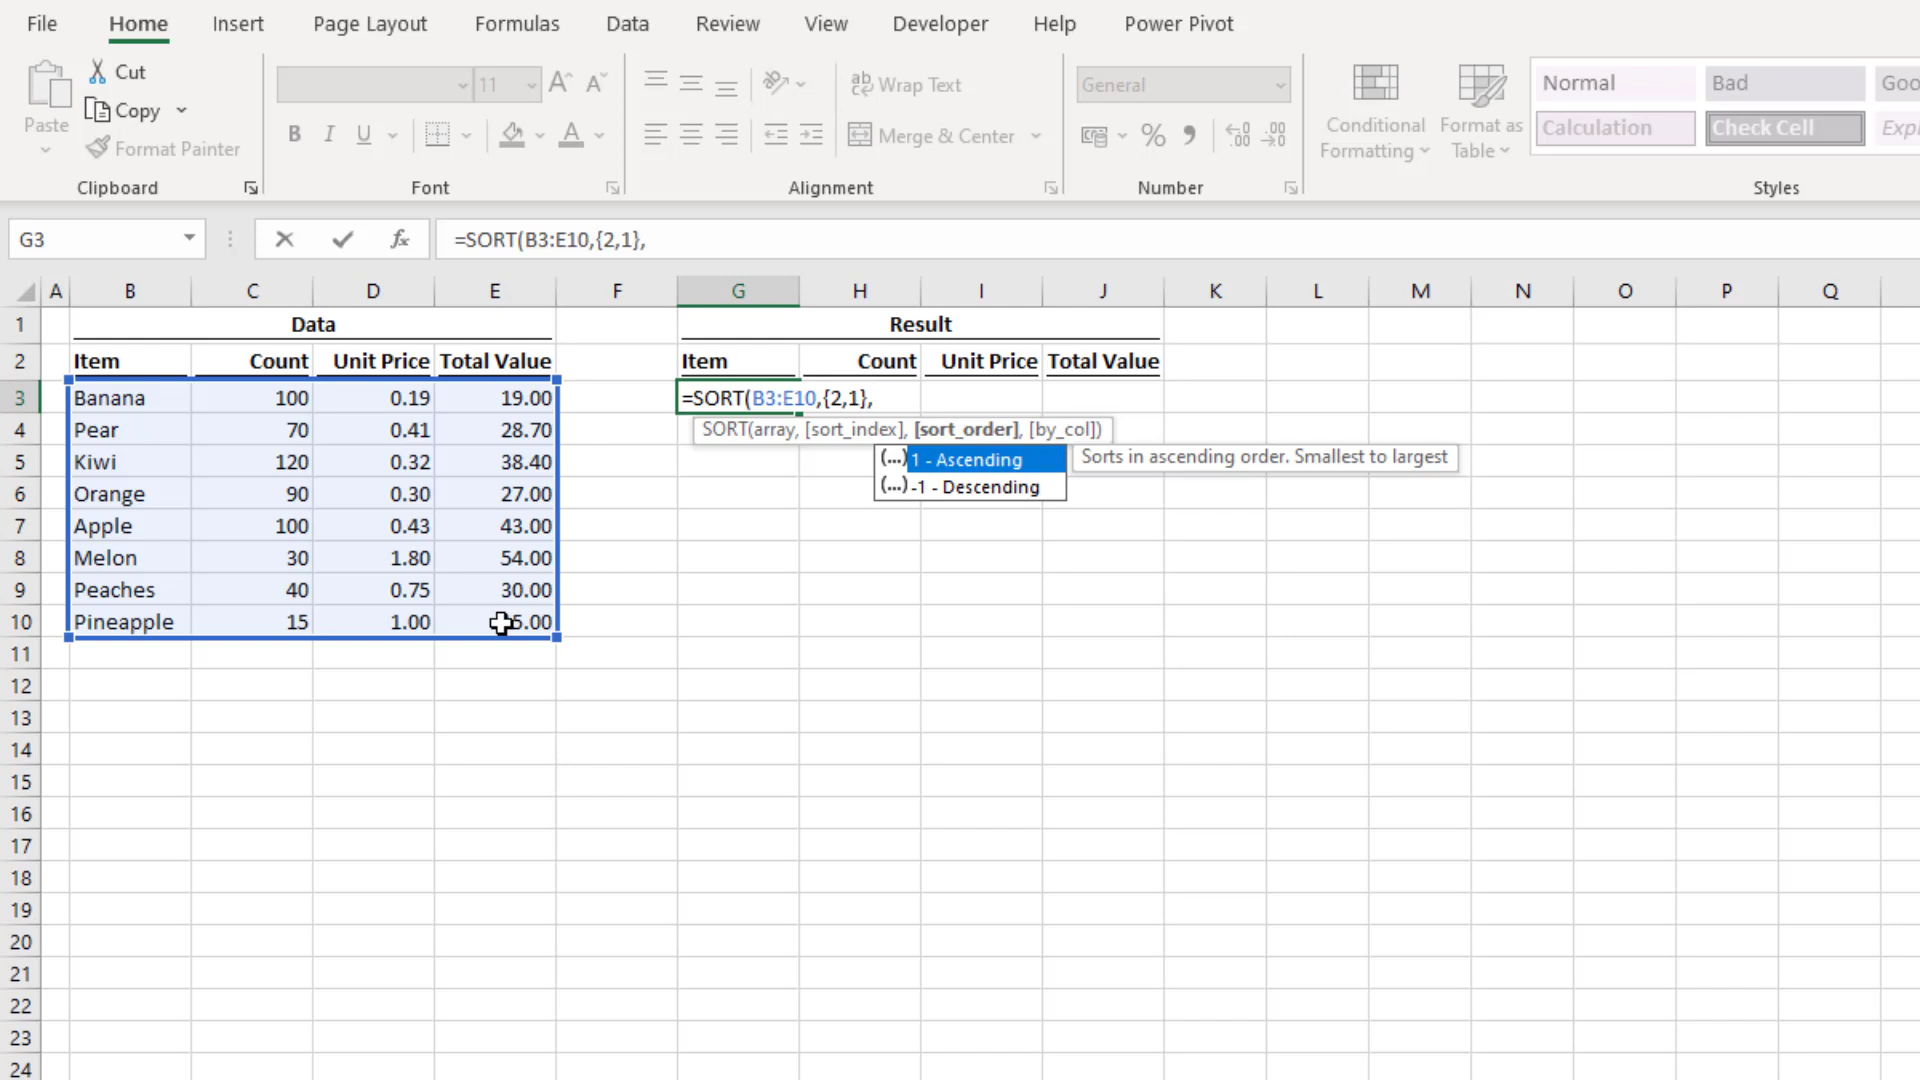 File Home Insert Page Layout Formulas Data Review View Developer Help Power Pivot
Paste
Cut
Copy
Format Painter
Clipboard
11
A A
B I U A
Font
ab Wrap Text
Merge & Center
Alignment
General
% 9 .00 .00
Number
Conditional Formatting
Format as Table
Normal Bad
Calculation Check Cell
Styles
G3 fx =SORT(B3:E10,{2,1},
A B C D E F G H I J K L M N O P Q
1 Data Result
2 Item Count Unit Price Total Value Item Count Unit Price Total Value
3 Banana 100 0.19 19.00 =SORT(B3:E10,{2,1},
4 Pear 70 0.41 28.70 SORT(array, [sort_index], [sort_order], [by_col])
5 Kiwi 120 0.32 38.40 (...) 1 - Ascending Sorts in ascending order. Smallest to largest
6 Orange 90 0.30 27.00 (...) -1 - Descending
7 Apple 100 0.43 43.00
8 Melon 30 1.80 54.00
9 Peaches 40 0.75 30.00
10 Pineapple 15 1.00 5.00
11
12
13
14
15
16
17
18
19
20
21
22
23
24